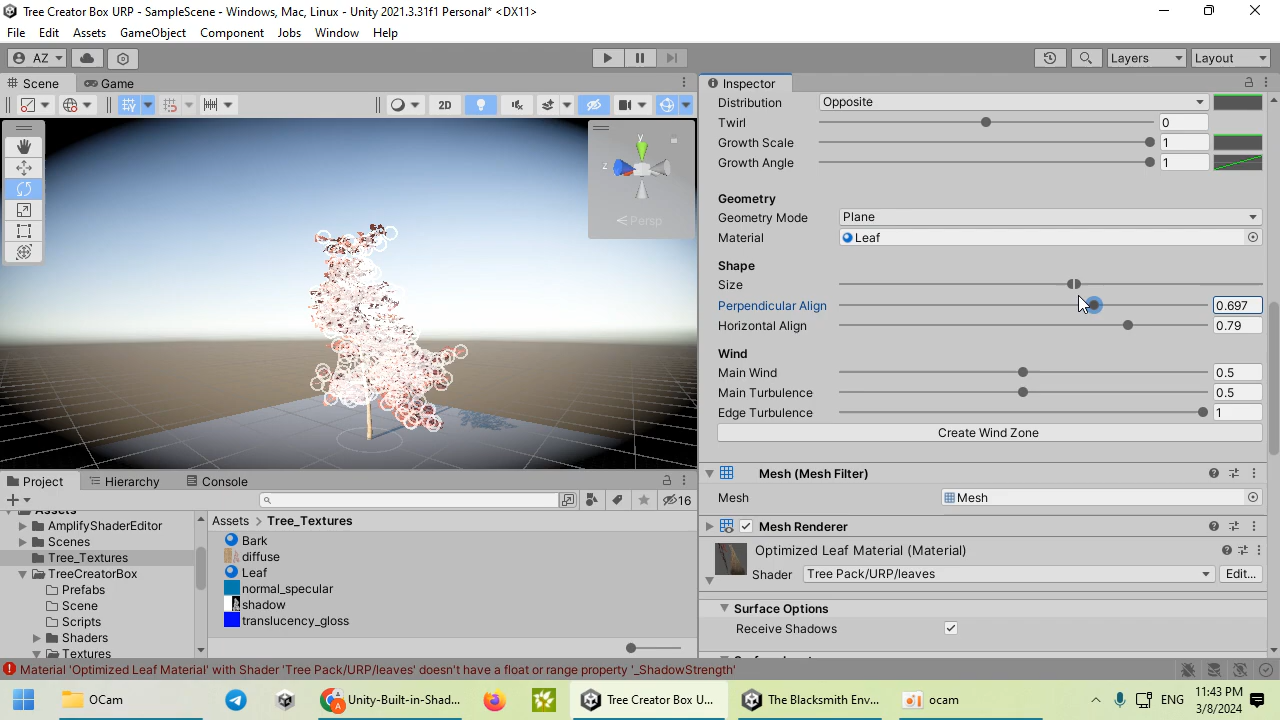 Tree Creator Box URP - SampleScene - Windows, Mac, Linux - Unity 2021.3.31f1 Personal* <DX11>
File Edit Assets GameObject Component Jobs Window Help
AZ Layers Layout
Scene Game Inspector
2D
Distribution Opposite
Twirl 0
Growth Scale 1
Growth Angle 1
y
z
Persp
Geometry
Geometry Mode Plane
Material Leaf
Shape
Size
Perpendicular Align 0.697
Horizontal Align 0.79
Wind
Main Wind 0.5
Main Turbulence 0.5
Edge Turbulence 1
Create Wind Zone
Mesh (Mesh Filter)
Mesh Mesh
Mesh Renderer
Optimized Leaf Material (Material)
Shader Tree Pack/URP/leaves Edit...
Surface Options
Receive Shadows
Project Hierarchy Console
16
Assets
AmplifyShaderEditor
Scenes
Tree_Textures
TreeCreatorBox
Prefabs
Scene
Scripts
Shaders
Textures
Assets > Tree_Textures
Bark
diffuse
Leaf
normal_specular
shadow
translucency_gloss
Material 'Optimized Leaf Material' with Shader 'Tree Pack/URP/leaves' doesn't have a float or range property '_ShadowStrength'
OCam Unity-Built-in-Shad... Tree Creator Box U... The Blacksmith Env... ocam ENG 11:43 PM
3/8/2024